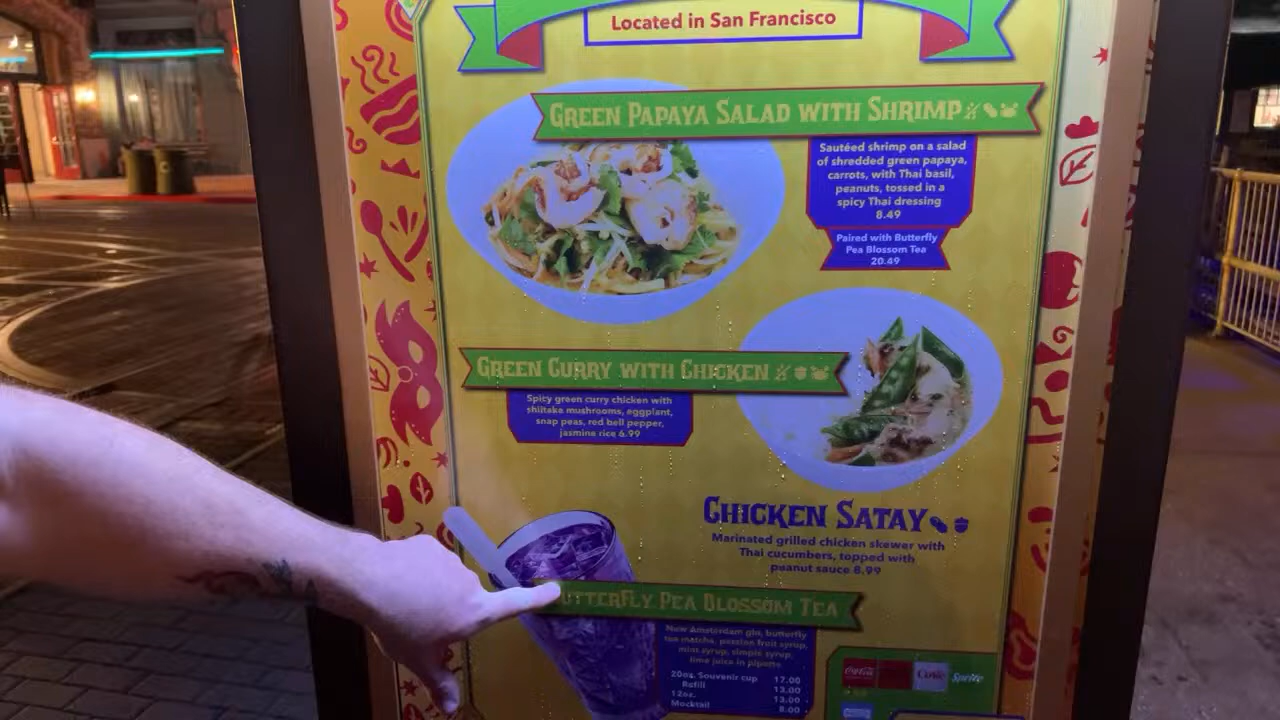 Located in San Francisco
GREEN PAPAYA SALAD WITH SHRIMP
Sautéed shrimp on a salad
of shredded green papaya,
carrots, with Thai basil,
peanuts, tossed in a
spicy Thai dressing
8.49
Paired with Butterfly
Pea Blossom Tea
20.49
GREEN CURRY WITH CHICKEN
Spicy green curry chicken with
shiitake mushrooms, eggplant,
snap peas, red bell pepper,
jasmine rice 6.99
CHICKEN SATAY
Marinated grilled chicken skewer with
Thai cucumbers, topped with
peanut sauce 8.99
UTTERFLY PEA BLOSSOM TEA
New Amsterdam gin, butterfly
tea matcha, passion fruit syrup,
mint syrup, simple syrup,
lime juice in pipette
20oz. Souvenir cup 17.00
Refill 13.00
12oz. 13.00
Mocktail 8.00
Coca-Cola
Coke
Sprite